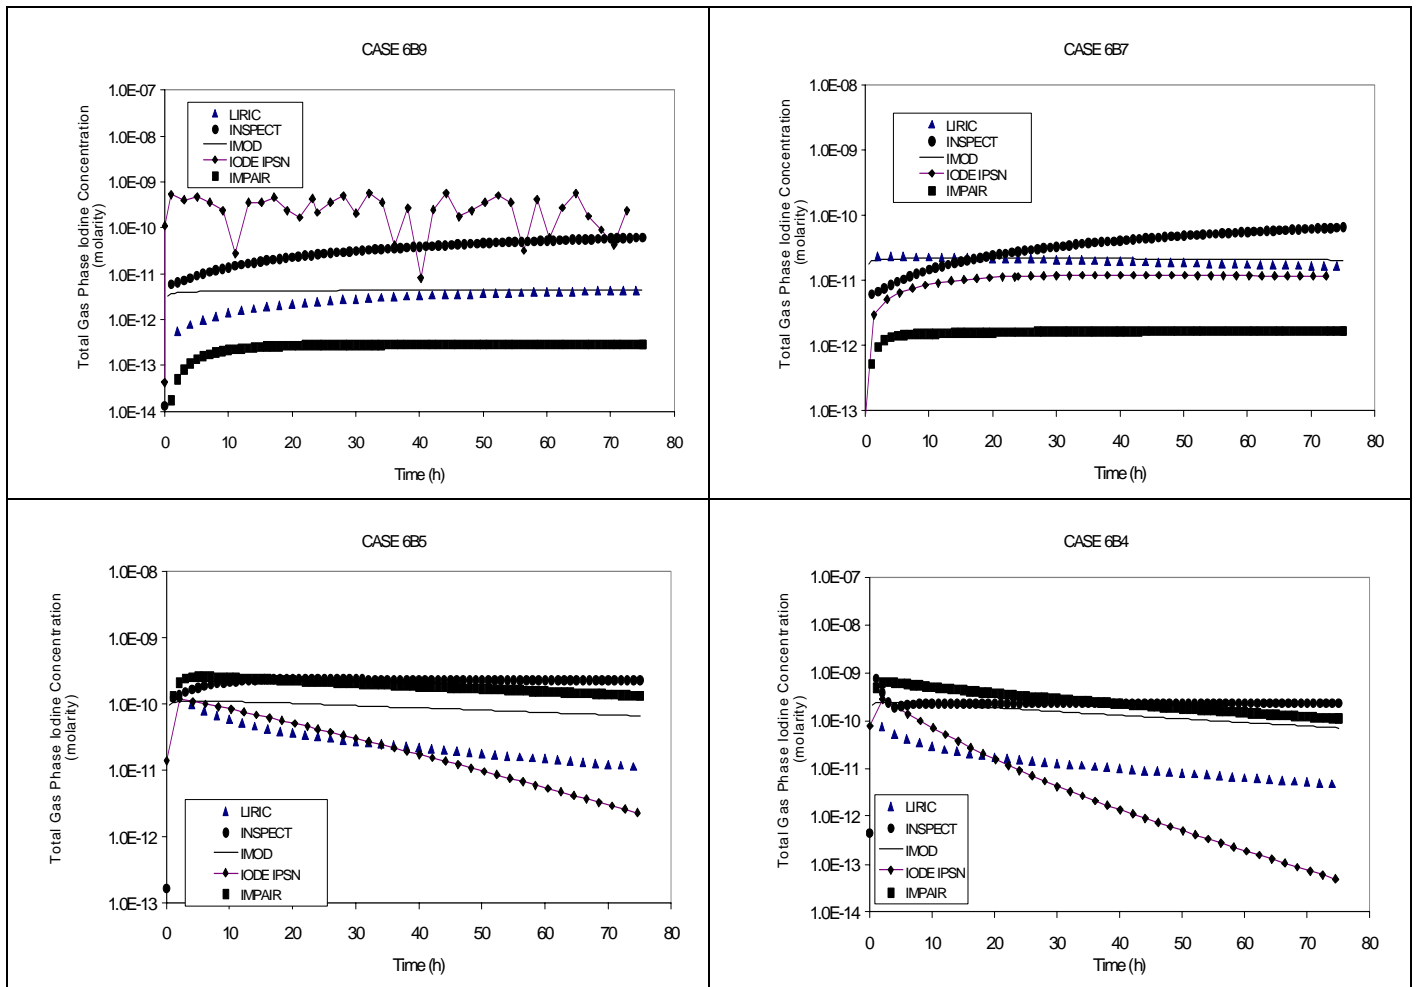 CASE 6B9
Total Gas Phase Iodine Concentration
(molarity)
1.0E-07
1.0E-08
1.0E-09
1.0E-10
1.0E-11
1.0E-12
1.0E-13
1.0E-14
LIRIC
INSPECT
IMOD
IODE IPSN
IMPAIR
0 10 20 30 40 50 60 70 80
Time (h)
CASE 6B7
Total Gas Phase Iodine Concentration
(molarity)
1.0E-08
1.0E-09
1.0E-10
1.0E-11
1.0E-12
1.0E-13
LIRIC
INSPECT
IMOD
IODE IPSN
IMPAIR
0 10 20 30 40 50 60 70 80
Time (h)
CASE 6B5
Total Gas Phase Iodine Concentration
(molarity)
1.0E-08
1.0E-09
1.0E-10
1.0E-11
1.0E-12
1.0E-13
LIRIC
INSPECT
IMOD
IODE IPSN
IMPAIR
0 10 20 30 40 50 60 70 80
Time (h)
CASE 6B4
Total Gas Phase Iodine Concentration
(molarity)
1.0E-07
1.0E-08
1.0E-09
1.0E-10
1.0E-11
1.0E-12
1.0E-13
1.0E-14
LIRIC
INSPECT
IMOD
IODE IPSN
IMPAIR
0 10 20 30 40 50 60 70 80
Time (h)